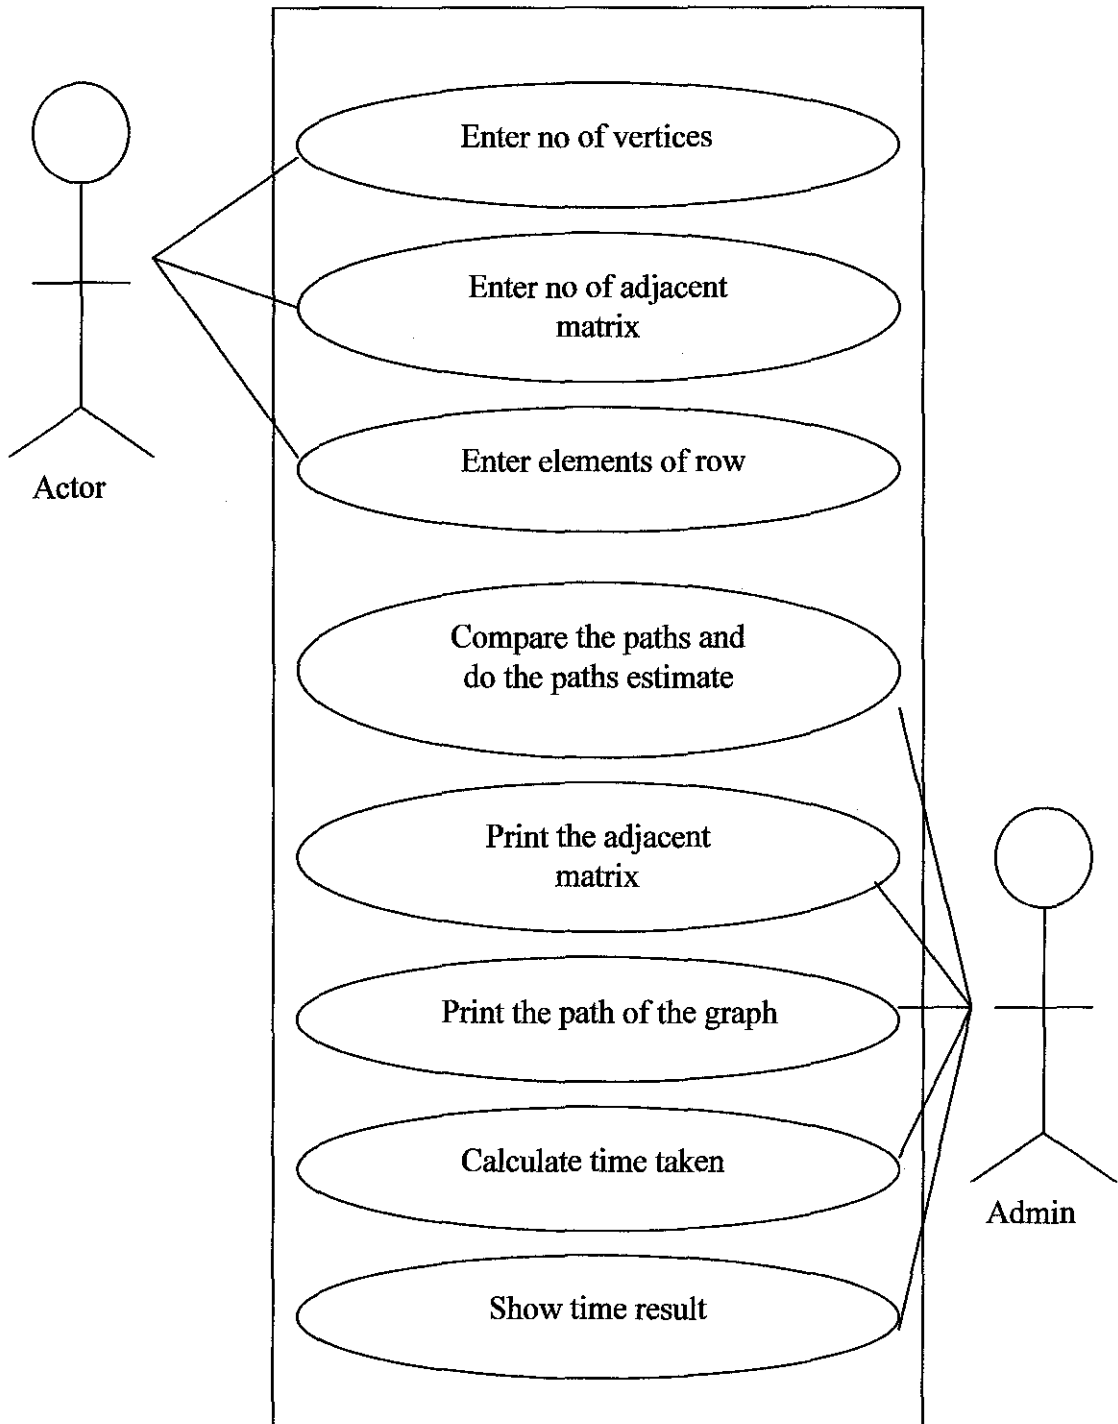 Enter no of vertices
Enter no of adjacent
matrix
Enter elements of row
Actor
Compare the paths and
do the paths estimate
Print the adjacent
matrix
Print the path of the graph
Calculate time taken
Admin
Show time result